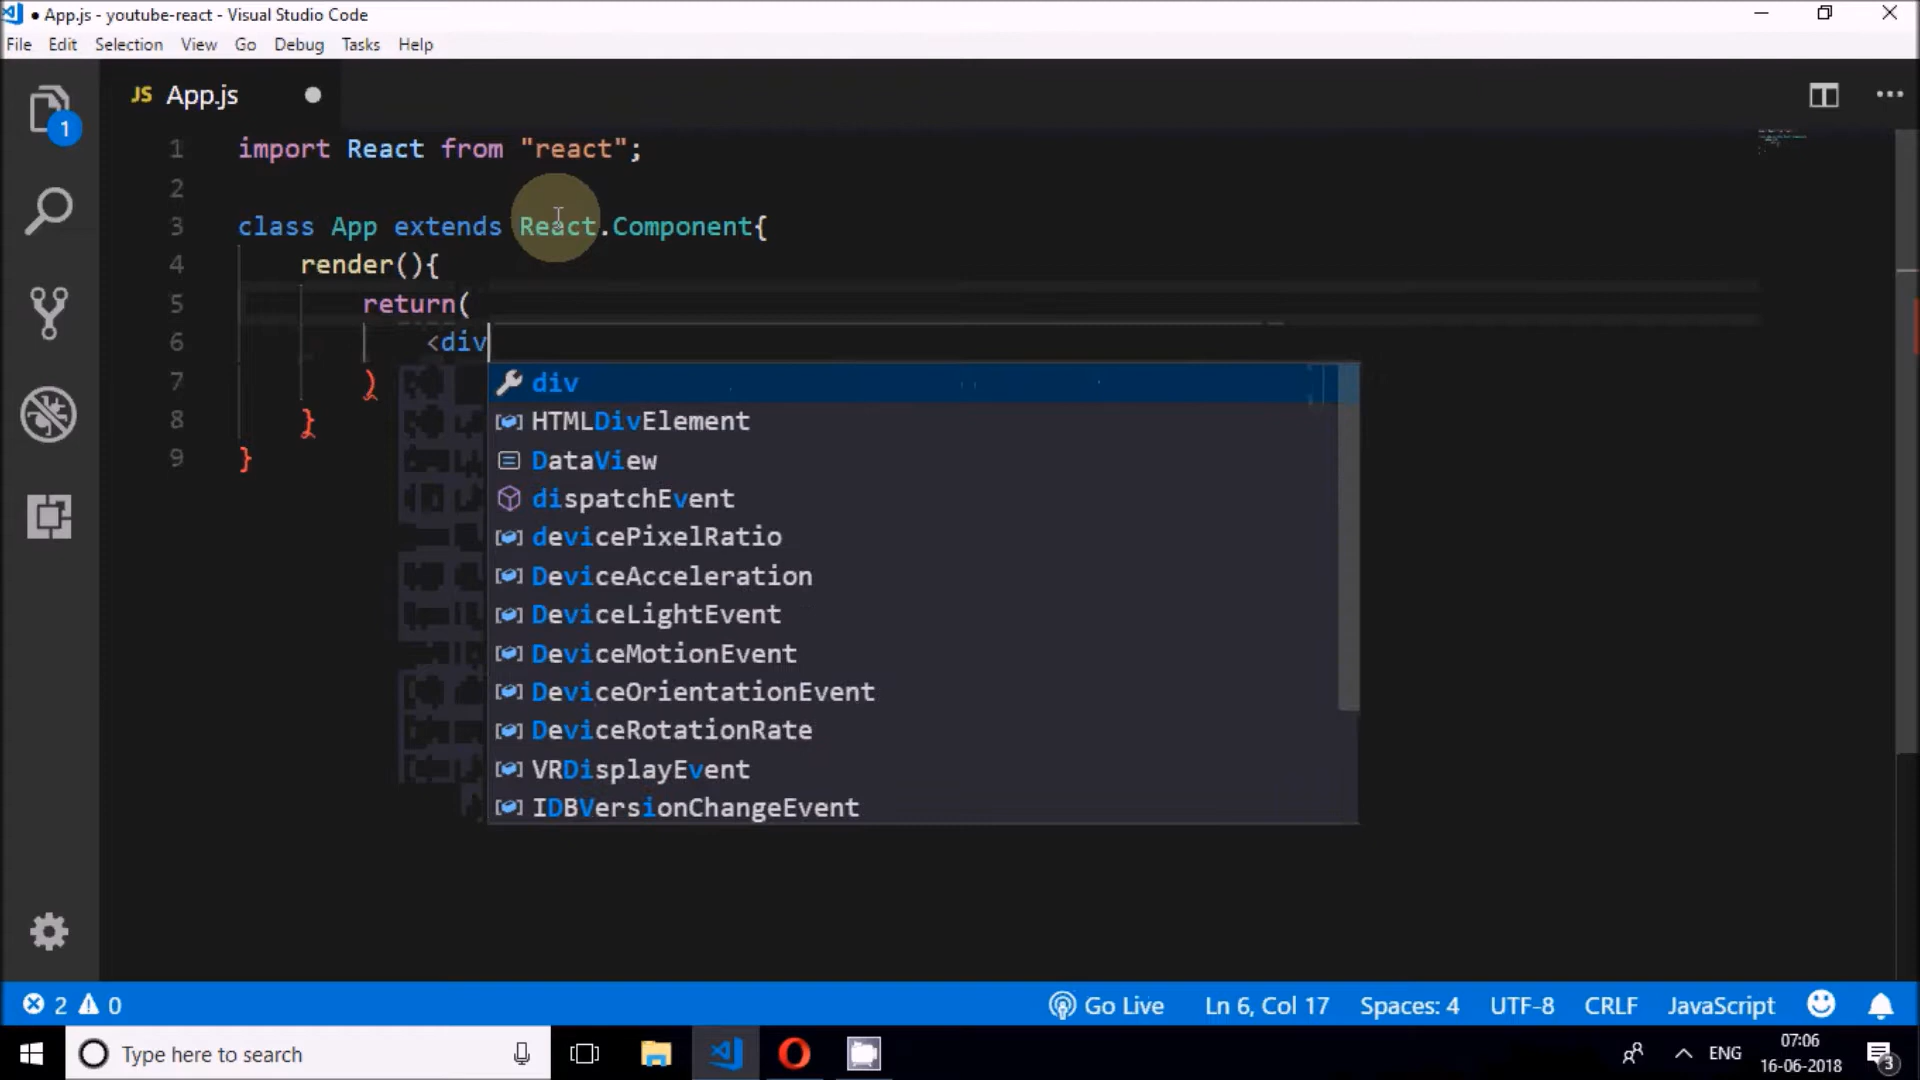 ● App.js - youtube-react - Visual Studio Code
File Edit Selection View Go Debug Tasks Help
1
JS App.js
1 import React from "react";
2
3 class App extends React.Component{
4 render(){
5 return(
6 <div
7 )
8 }
9 }
div
HTMLDivElement
DataView
dispatchEvent
devicePixelRatio
DeviceAcceleration
DeviceLightEvent
DeviceMotionEvent
DeviceOrientationEvent
DeviceRotationRate
VRDisplayEvent
IDBVersionChangeEvent
2 0 Go Live Ln 6, Col 17 Spaces: 4 UTF-8 CRLF JavaScript
Type here to search ENG 07:06
16-06-2018
3